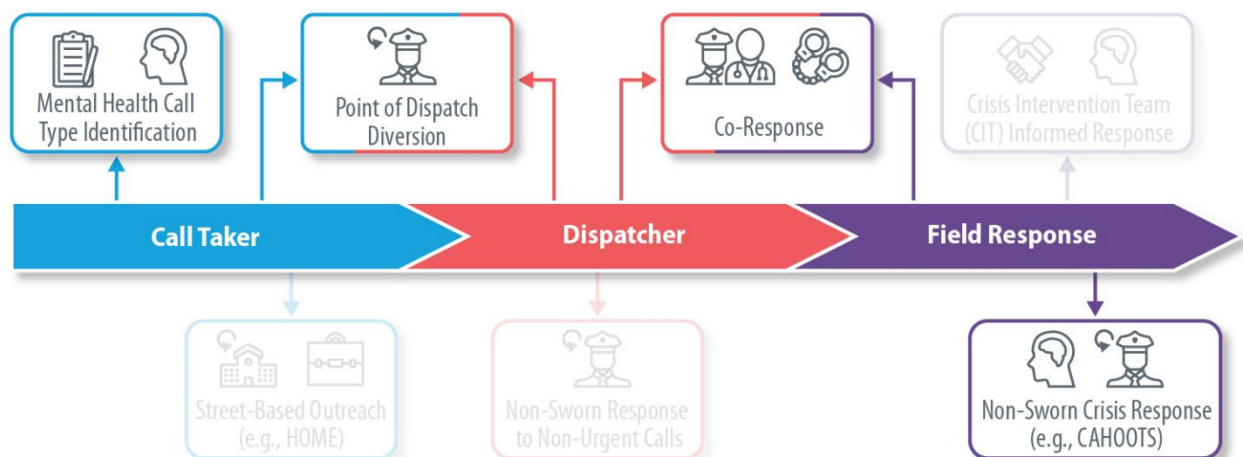 Mental Health Call
Type Identification
Point of Dispatch
Diversion
Co-Response
Crisis Intervention Team
(CIT) Informed Response
Call Taker
Dispatcher
Field Response
Street-Based Outreach
(e.g., HOME)
Non-Sworn Response
to Non-Urgent Calls
Non-Sworn Crisis Response
(e.g., CAHOOTS)